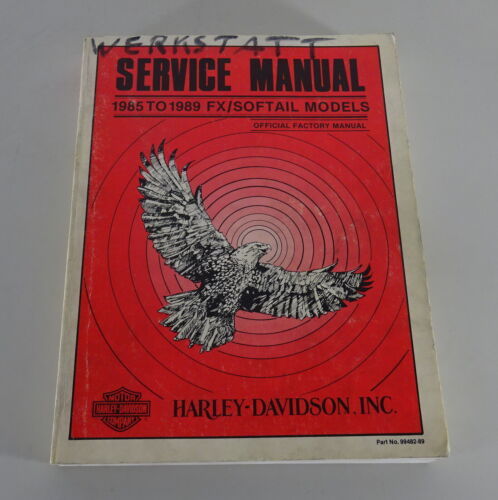 WERKSTATT
SERVICE MANUAL
1985 TO 1989 FX/SOFTAIL MODELS
OFFICIAL FACTORY MANUAL
MOTOR
HARLEY-DAVIDSON
COMPANY
HARLEY-DAVIDSON, INC.
Part No. 99482-89